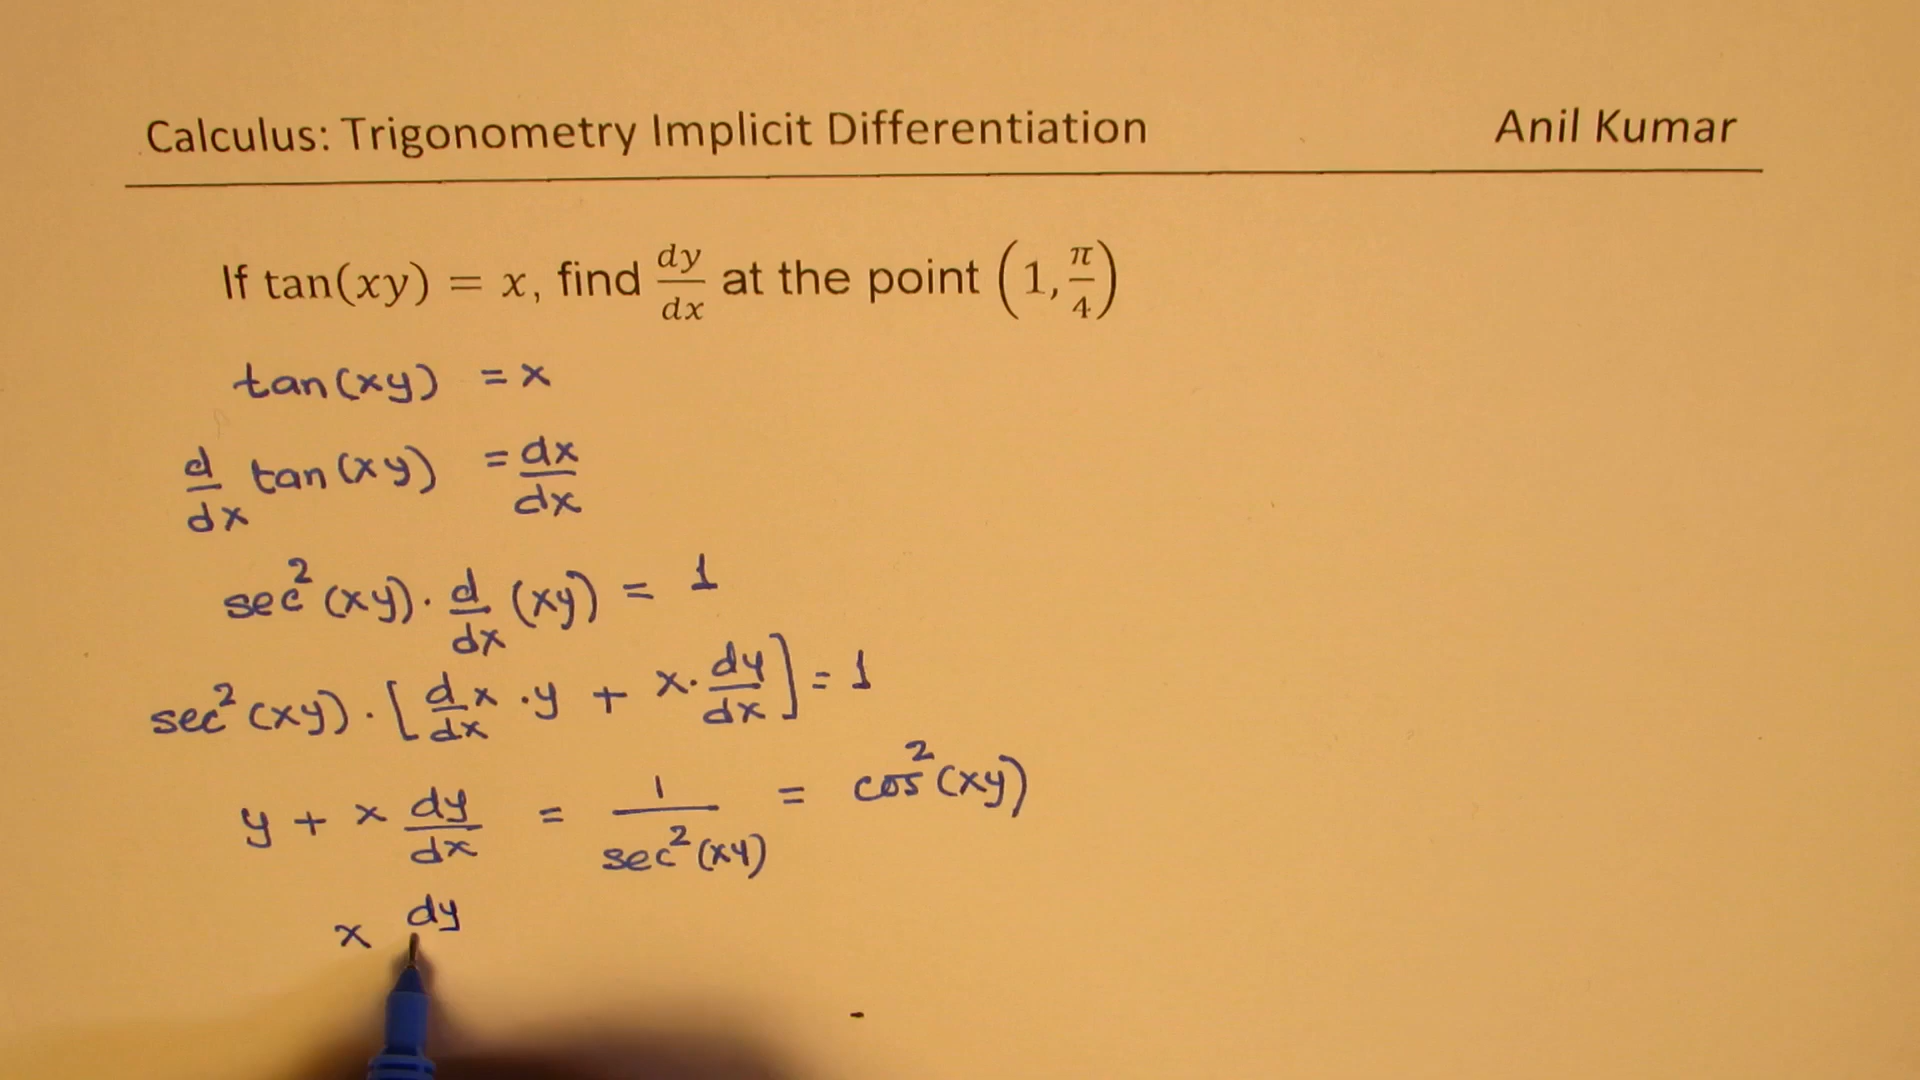 Calculus: Trigonometry Implicit Differentiation Anil Kumar
If tan(xy) = x, find dy/dx at the point (1, π/4)
tan(xy) = x
d/dx tan(xy) = dx/dx
sec²(xy) · d/dx (xy) = 1
sec²(xy) · [d/dx x · y + x · dy/dx] = 1
y + x dy/dx = 1/sec²(xy) = cos²(xy)
x dy